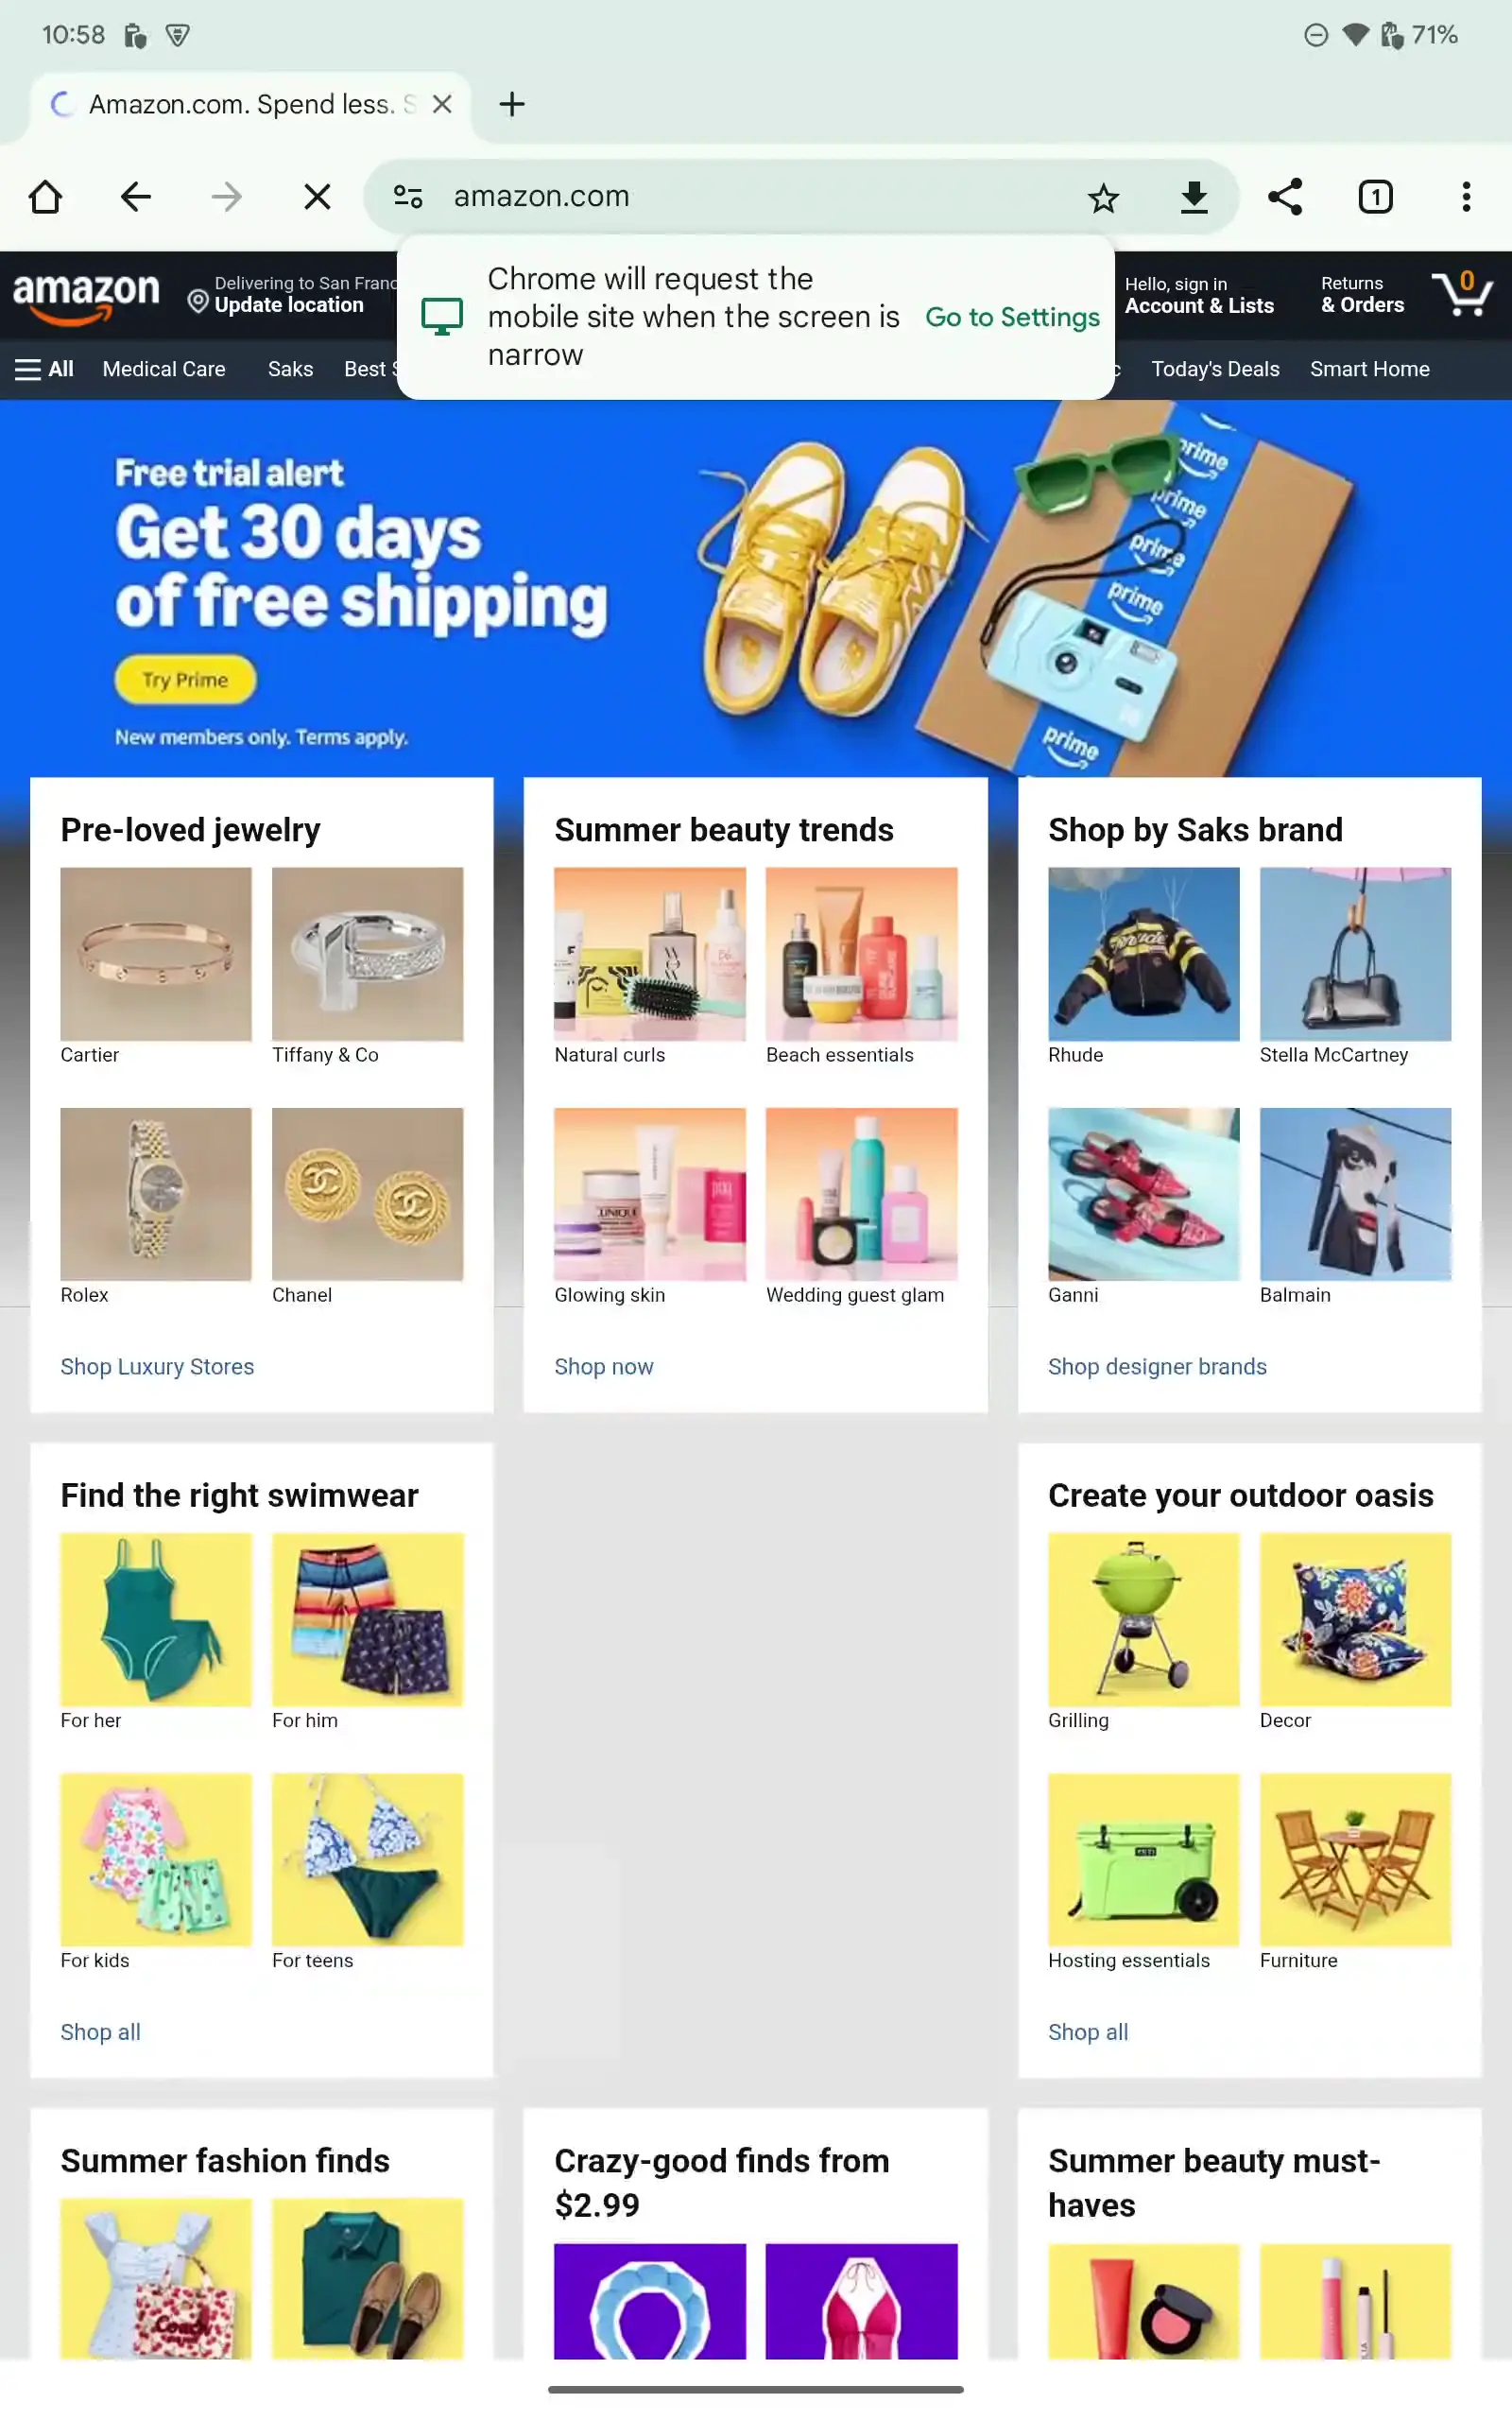 10:58
71%
Amazon.com. Spend less. S
amazon.com
1
Chrome will request the
mobile site when the screen is
narrow
Go to Settings
amazon
Delivering to San Franc
Update location
Hello, sign in
Account & Lists
Returns
& Orders
0
All
Medical Care
Saks
Best S
c
Today's Deals
Smart Home
Free trial alert
Get 30 days
of free shipping
Try Prime
New members only. Terms apply.
prime
prime
prime
prime
prime
Pre-loved jewelry
Cartier
Tiffany & Co
Rolex
Chanel
Shop Luxury Stores
Summer beauty trends
Natural curls
Beach essentials
CLINIQUE
Glowing skin
Wedding guest glam
Shop now
Shop by Saks brand
Rhude
Rhude
Stella McCartney
Ganni
Balmain
Shop designer brands
Find the right swimwear
For her
For him
For kids
For teens
Shop all
Create your outdoor oasis
Grilling
Decor
YETI
Hosting essentials
Furniture
Shop all
Summer fashion finds
Coach
Crazy-good finds from
$2.99
Summer beauty must-
haves